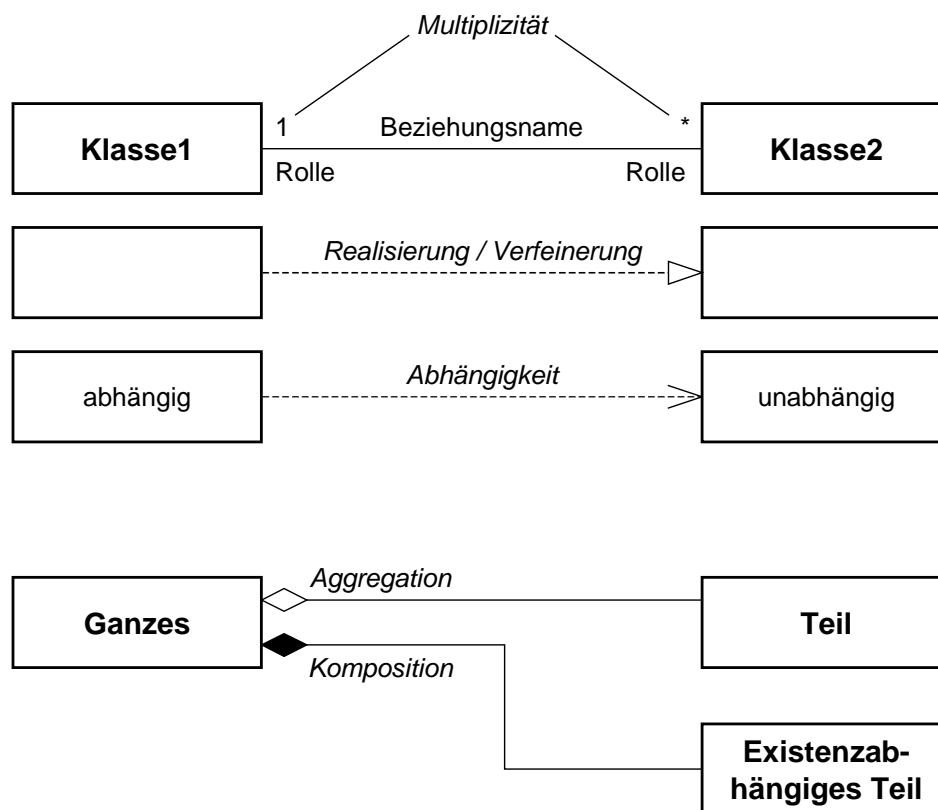 Multiplizität
Klasse1
1
Beziehungsname
*
Klasse2
Rolle
Rolle
Realisierung / Verfeinerung
abhängig
Abhängigkeit
unabhängig
Aggregation
Ganzes
Teil
Komposition
Existenzab-
hängiges Teil